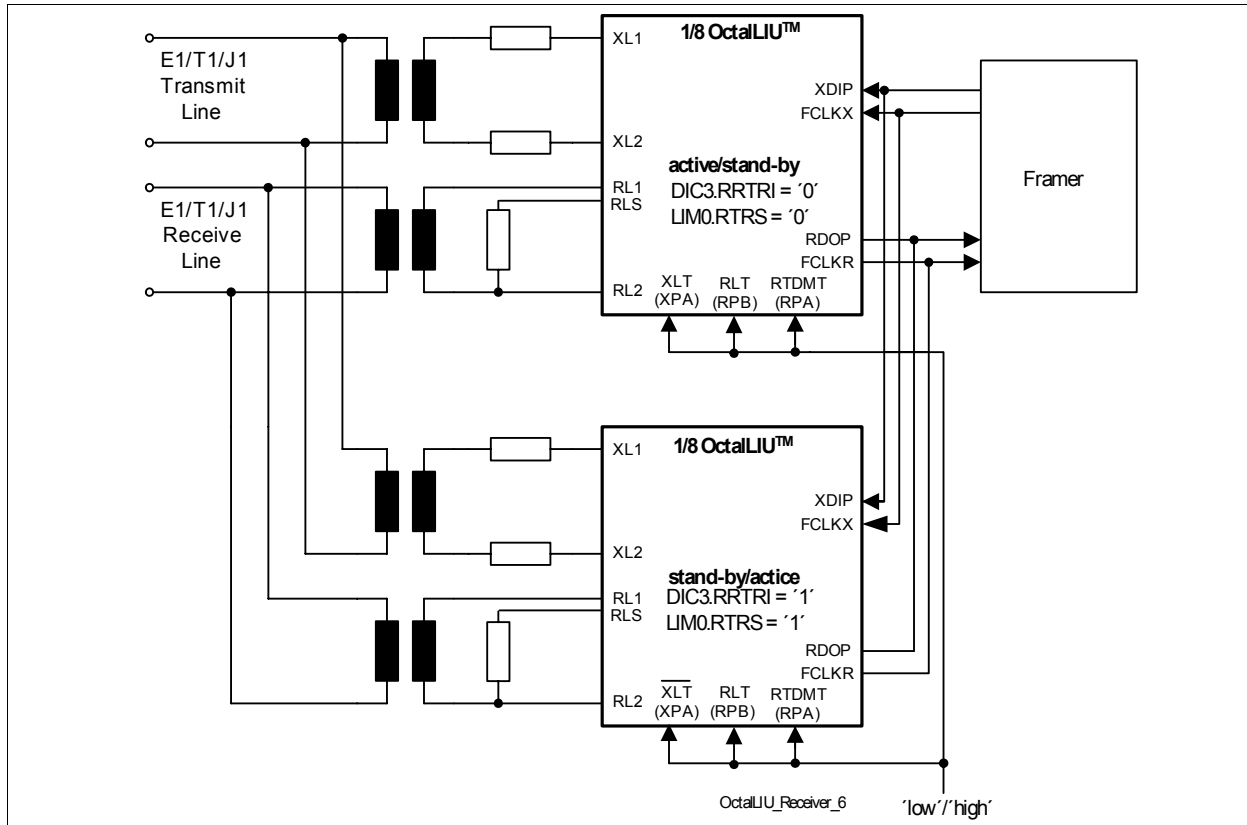 E1/T1/J1
Transmit
Line
E1/T1/J1
Receive
Line
1/8 OctalLIU™
XL1
XL2
RL1
RLS
RL2
XDIP
FCLKX
active/stand-by
DIC3.RRTRI = ´0´
LIM0.RTRS = ´0´
RDOP
FCLKR
XLT
(XPA)
RLT
(RPB)
RTDMT
(RPA)
Framer
1/8 OctalLIU™
XL1
XL2
RL1
RLS
RL2
XDIP
FCLKX
stand-by/actice
DIC3.RRTRI = ´1´
LIM0.RTRS = ´1´
RDOP
FCLKR
XLT
(XPA)
RLT
(RPB)
RTDMT
(RPA)
OctalLIU_Receiver_6
´low´/´high´